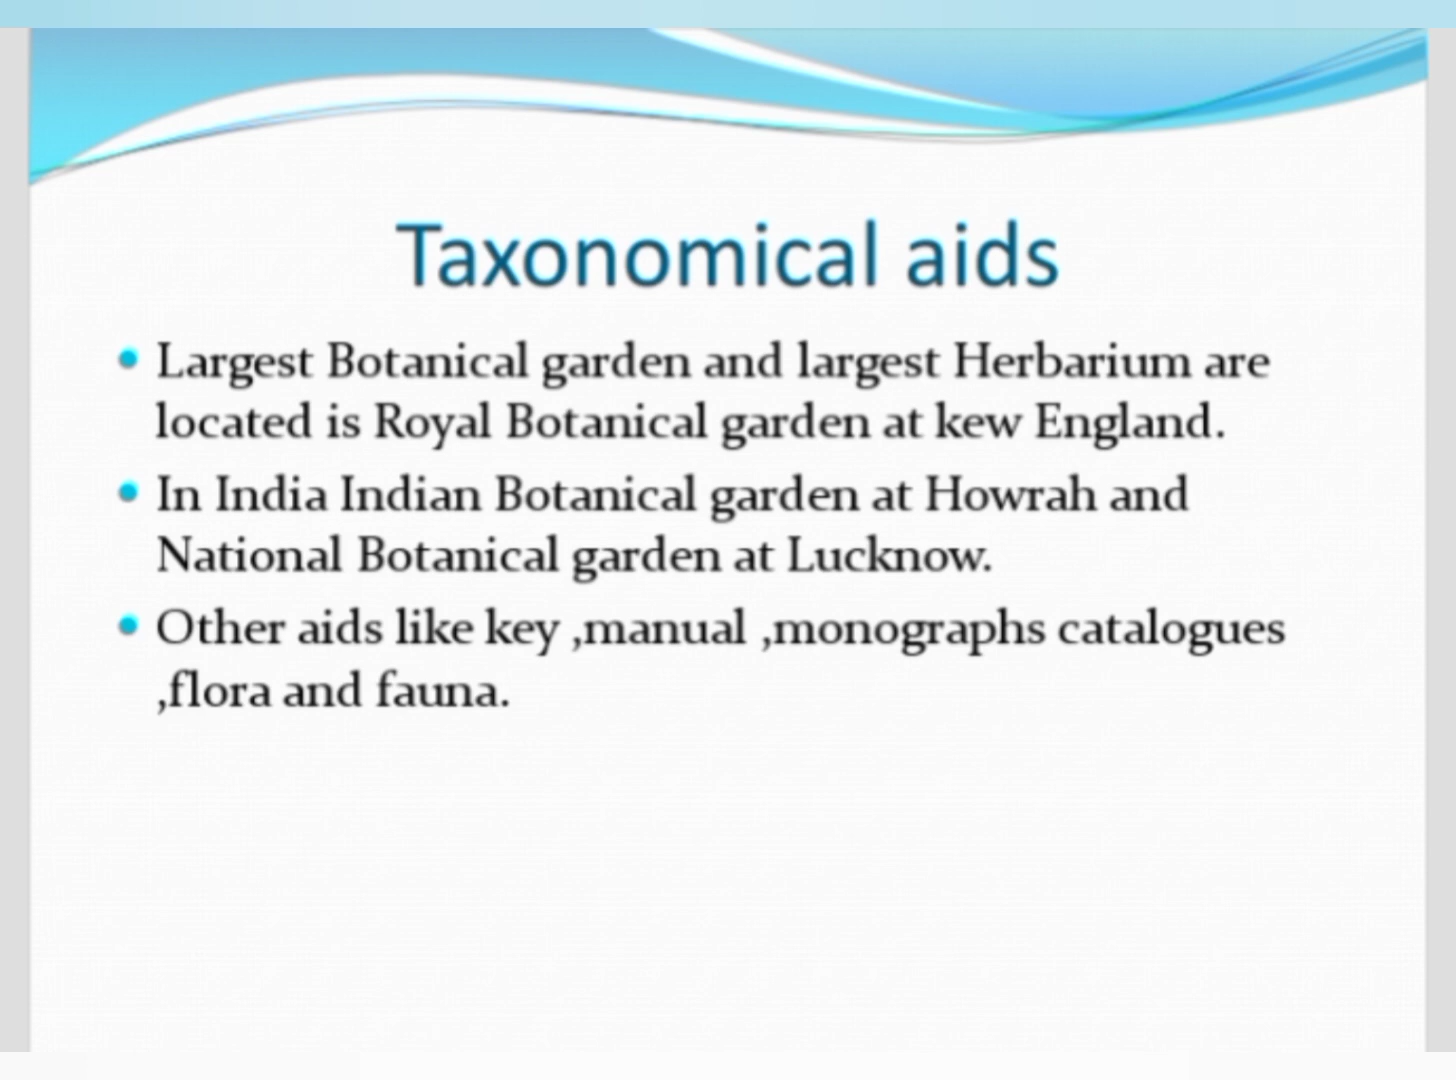 Taxonomical aids
Largest Botanical garden and largest Herbarium are
located is Royal Botanical garden at kew England.
In India Indian Botanical garden at Howrah and
National Botanical garden at Lucknow.
Other aids like key ,manual ,monographs catalogues
,flora and fauna.